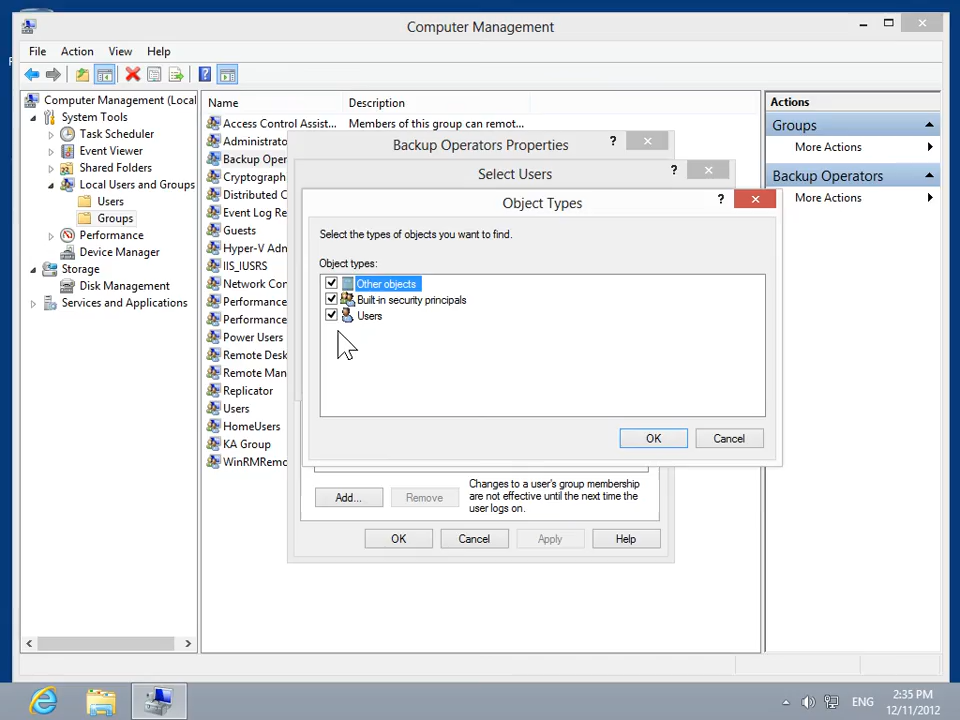 Computer Management
File Action View Help
Computer Management (Local
System Tools
Task Scheduler
Event Viewer
Shared Folders
Local Users and Groups
Users
Groups
Performance
Device Manager
Storage
Disk Management
Services and Applications
Name Description
Access Control Assist... Members of this group can remot...
Administrato
Backup Oper
Cryptograph
Distributed C
Event Log Re
Guests
Hyper-V Adm
IIS_IUSRS
Network Con
Performance
Performance
Power Users
Remote Desk
Remote Man
Replicator
Users
HomeUsers
KA Group
WinRMRemo
Actions
Groups
More Actions
Backup Operators
More Actions
Backup Operators Properties ?
Select Users ?
Object Types ?
Select the types of objects you want to find.
Object types:
Other objects
Built-in security principals
Users
OK Cancel
Add... Remove
Changes to a user's group membership
are not effective until the next time the
user logs on.
OK Cancel Apply Help
ENG
2:35 PM
12/11/2012